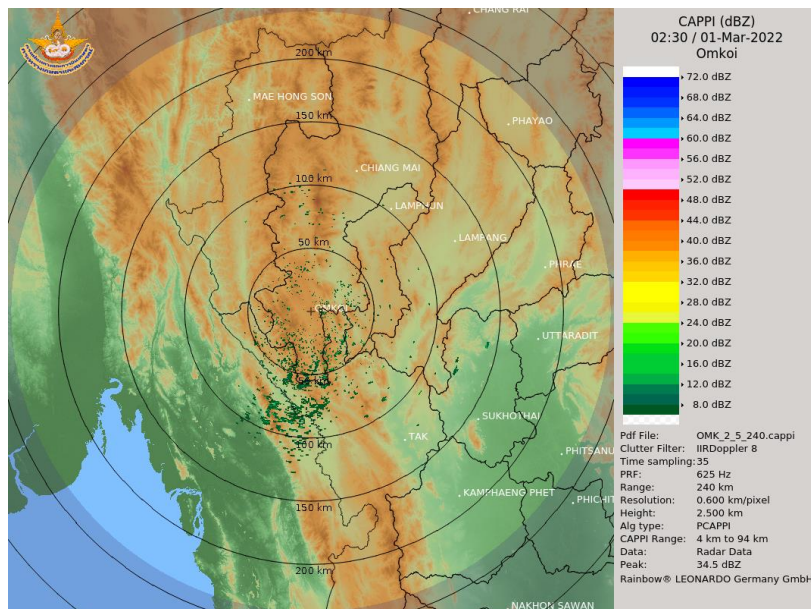 CHANG RAI
200 km
MAE HONG SON
150 km
PHAYAO
CHIANG MAI
100 km
LAMPHUN
LAMPANG
50 km
PHRAE
OMKOI
UTTARADIT
50 km
SUKHOTHAI
TAK
100 km
PHITSANU
KAMPHAENG PHET
PHICHIT
150 km
200 km
NAKHON SAWAN
CAPPI (dBZ)
02:30 / 01-Mar-2022
Omkoi
72.0 dBZ
68.0 dBZ
64.0 dBZ
60.0 dBZ
56.0 dBZ
52.0 dBZ
48.0 dBZ
44.0 dBZ
40.0 dBZ
36.0 dBZ
32.0 dBZ
28.0 dBZ
24.0 dBZ
20.0 dBZ
16.0 dBZ
12.0 dBZ
8.0 dBZ
Pdf File: OMK_2_5_240.cappi
Clutter Filter: IIRDoppler 8
Time sampling: 35
PRF: 625 Hz
Range: 240 km
Resolution: 0.600 km/pixel
Height: 2.500 km
Alg type: PCAPPI
CAPPI Range: 4 km to 94 km
Data: Radar Data
Peak: 34.5 dBZ
Rainbow® LEONARDO Germany GmbH